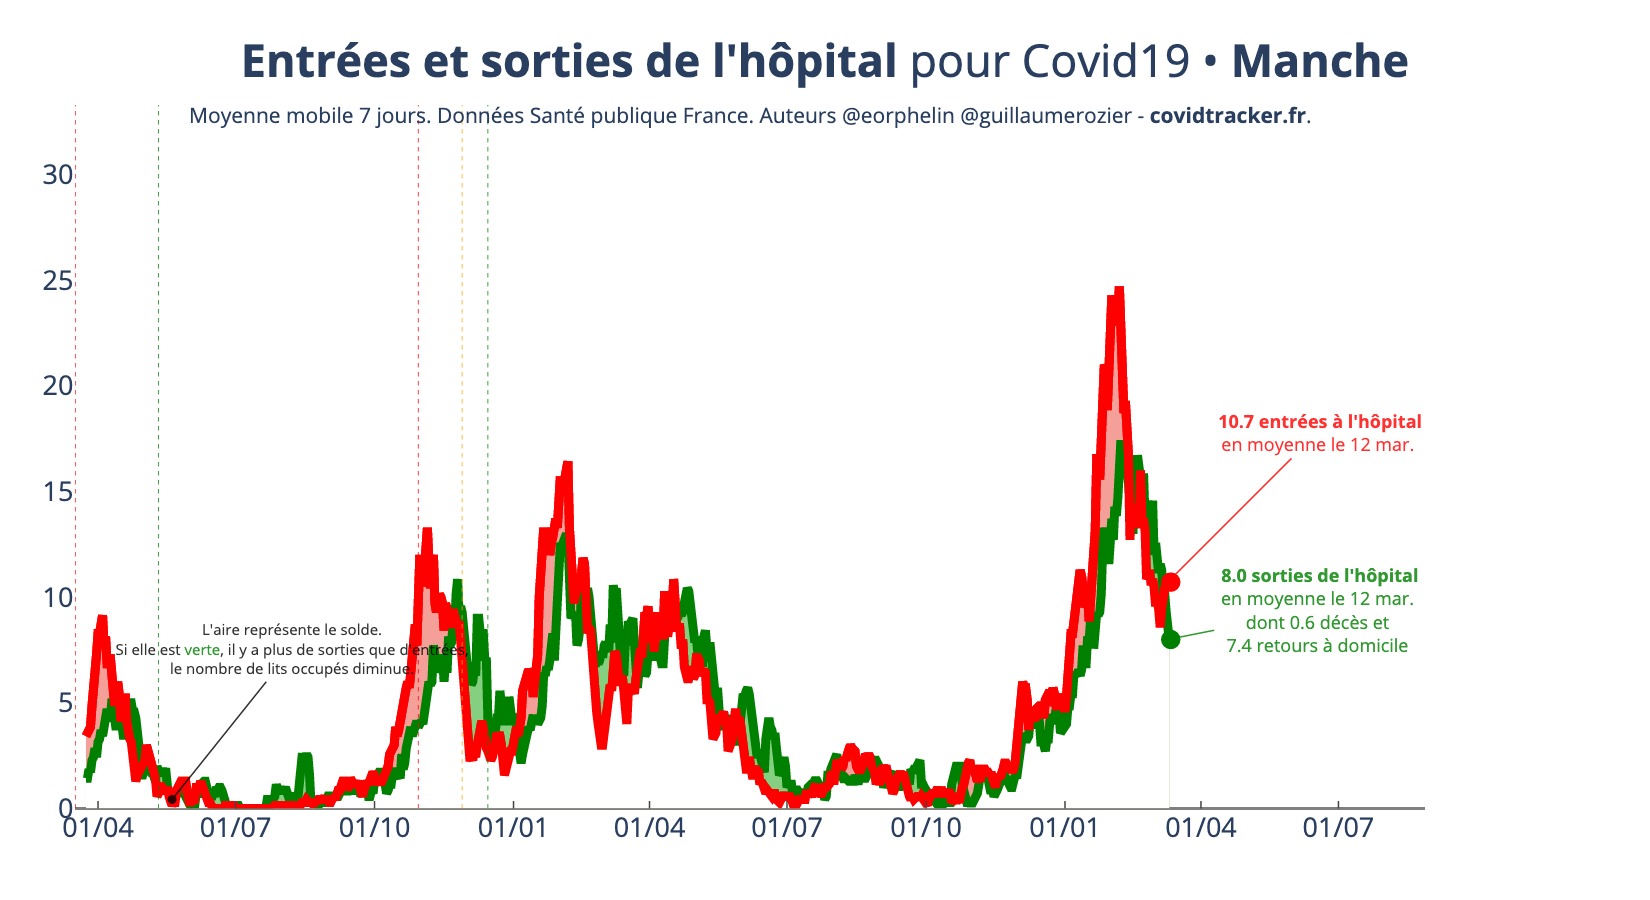 Entrées et sorties de l'hôpital pour Covid19 • Manche
Moyenne mobile 7 jours. Données Santé publique France. Auteurs @eorphelin @guillaumerozier - covidtracker.fr.
30
25
20
15
10
5
0
10.7 entrées à l'hôpital
en moyenne le 12 mar.
8.0 sorties de l'hôpital
en moyenne le 12 mar.
dont 0.6 décès et
7.4 retours à domicile
L'aire représente le solde.
Si elle est verte, il y a plus de sorties que d'entrées,
le nombre de lits occupés diminue.
01/04 01/07 01/10 01/01 01/04 01/07 01/10 01/01 01/04 01/07